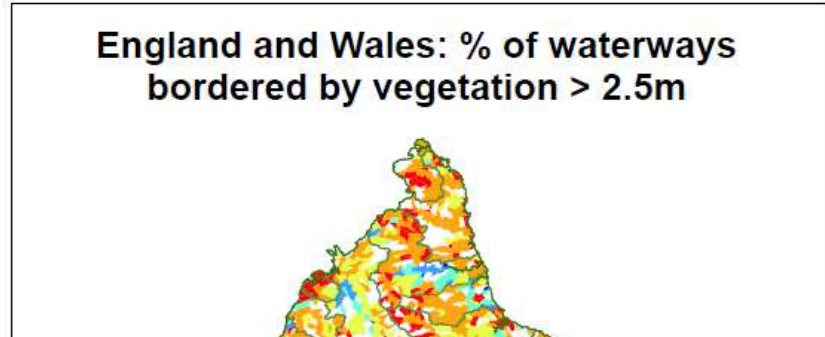 England and Wales: % of waterways
bordered by vegetation > 2.5m